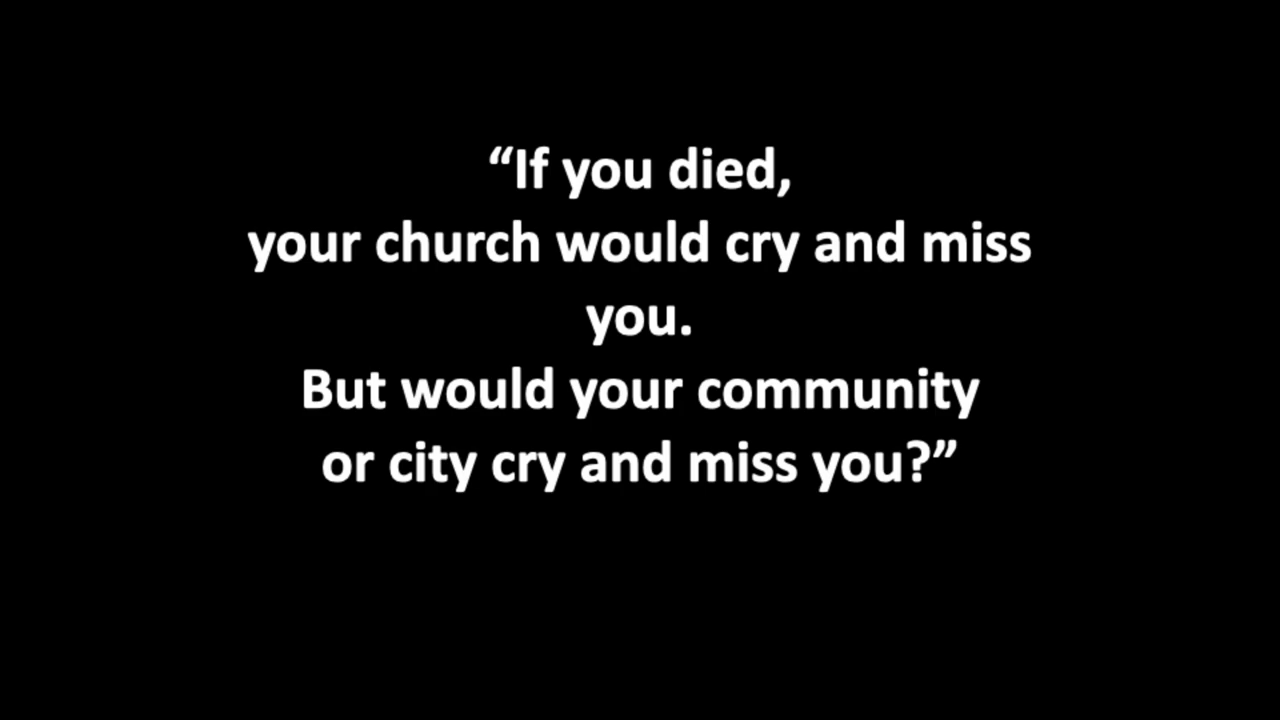 “If you died,
your church would cry and miss
you.
But would your community
or city cry and miss you?”